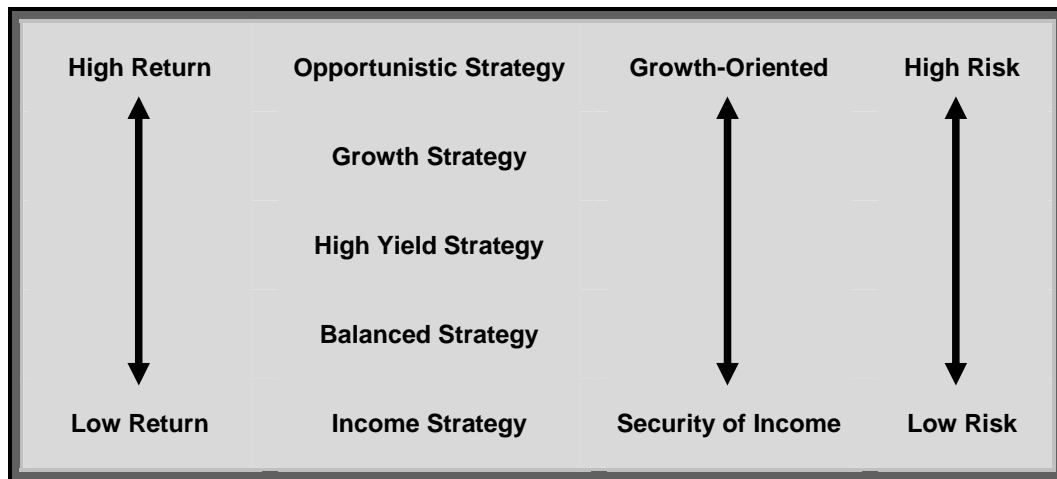 High Return Opportunistic Strategy Growth-Oriented High Risk
Growth Strategy
High Yield Strategy
Balanced Strategy
Low Return Income Strategy Security of Income Low Risk